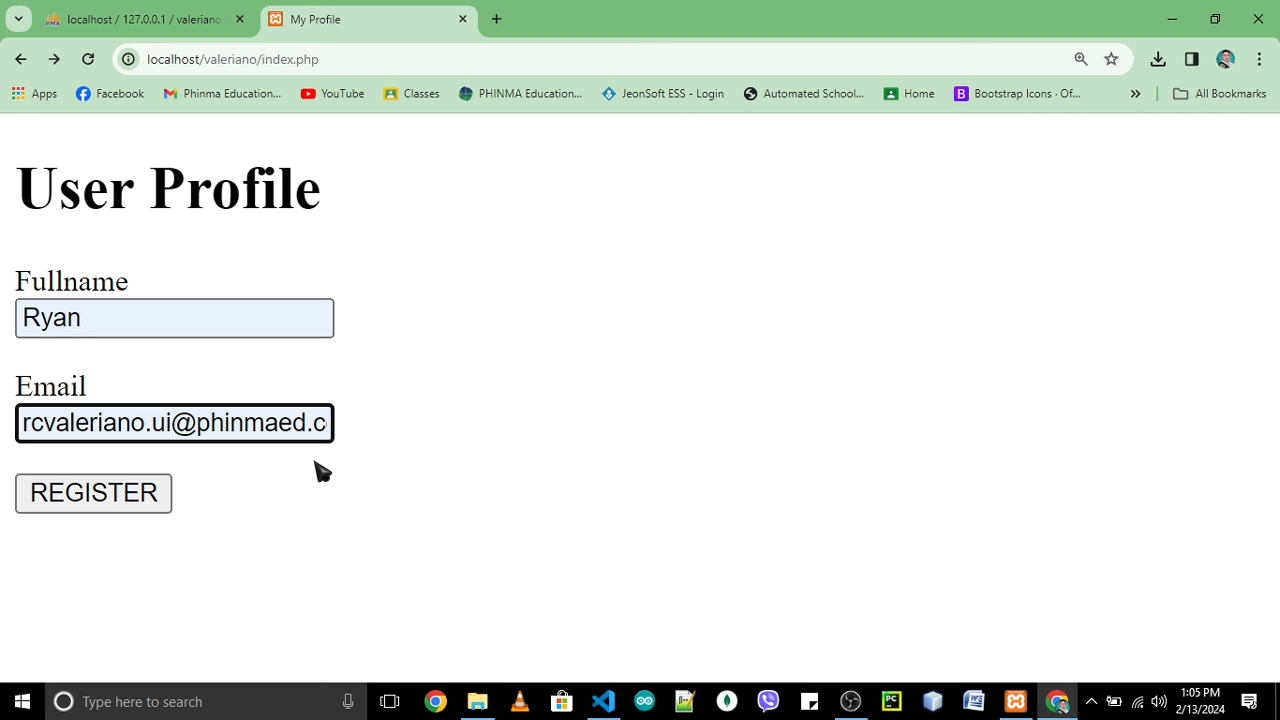 localhost / 127.0.0.1 / valeriano
My Profile
localhost/valeriano/index.php
Apps Facebook Phinma Education... YouTube Classes PHINMA Education... JeonSoft ESS - Login Automated School... Home Bootstrap Icons · Of... » All Bookmarks
User Profile
Fullname
Ryan
Email
rcvaleriano.ui@phinmaed.c
REGISTER
Type here to search
1:05 PM
2/13/2024